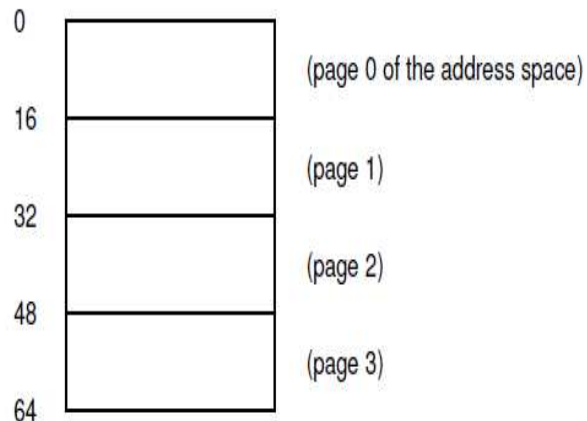 0
(page 0 of the address space)
16
(page 1)
32
(page 2)
48
(page 3)
64